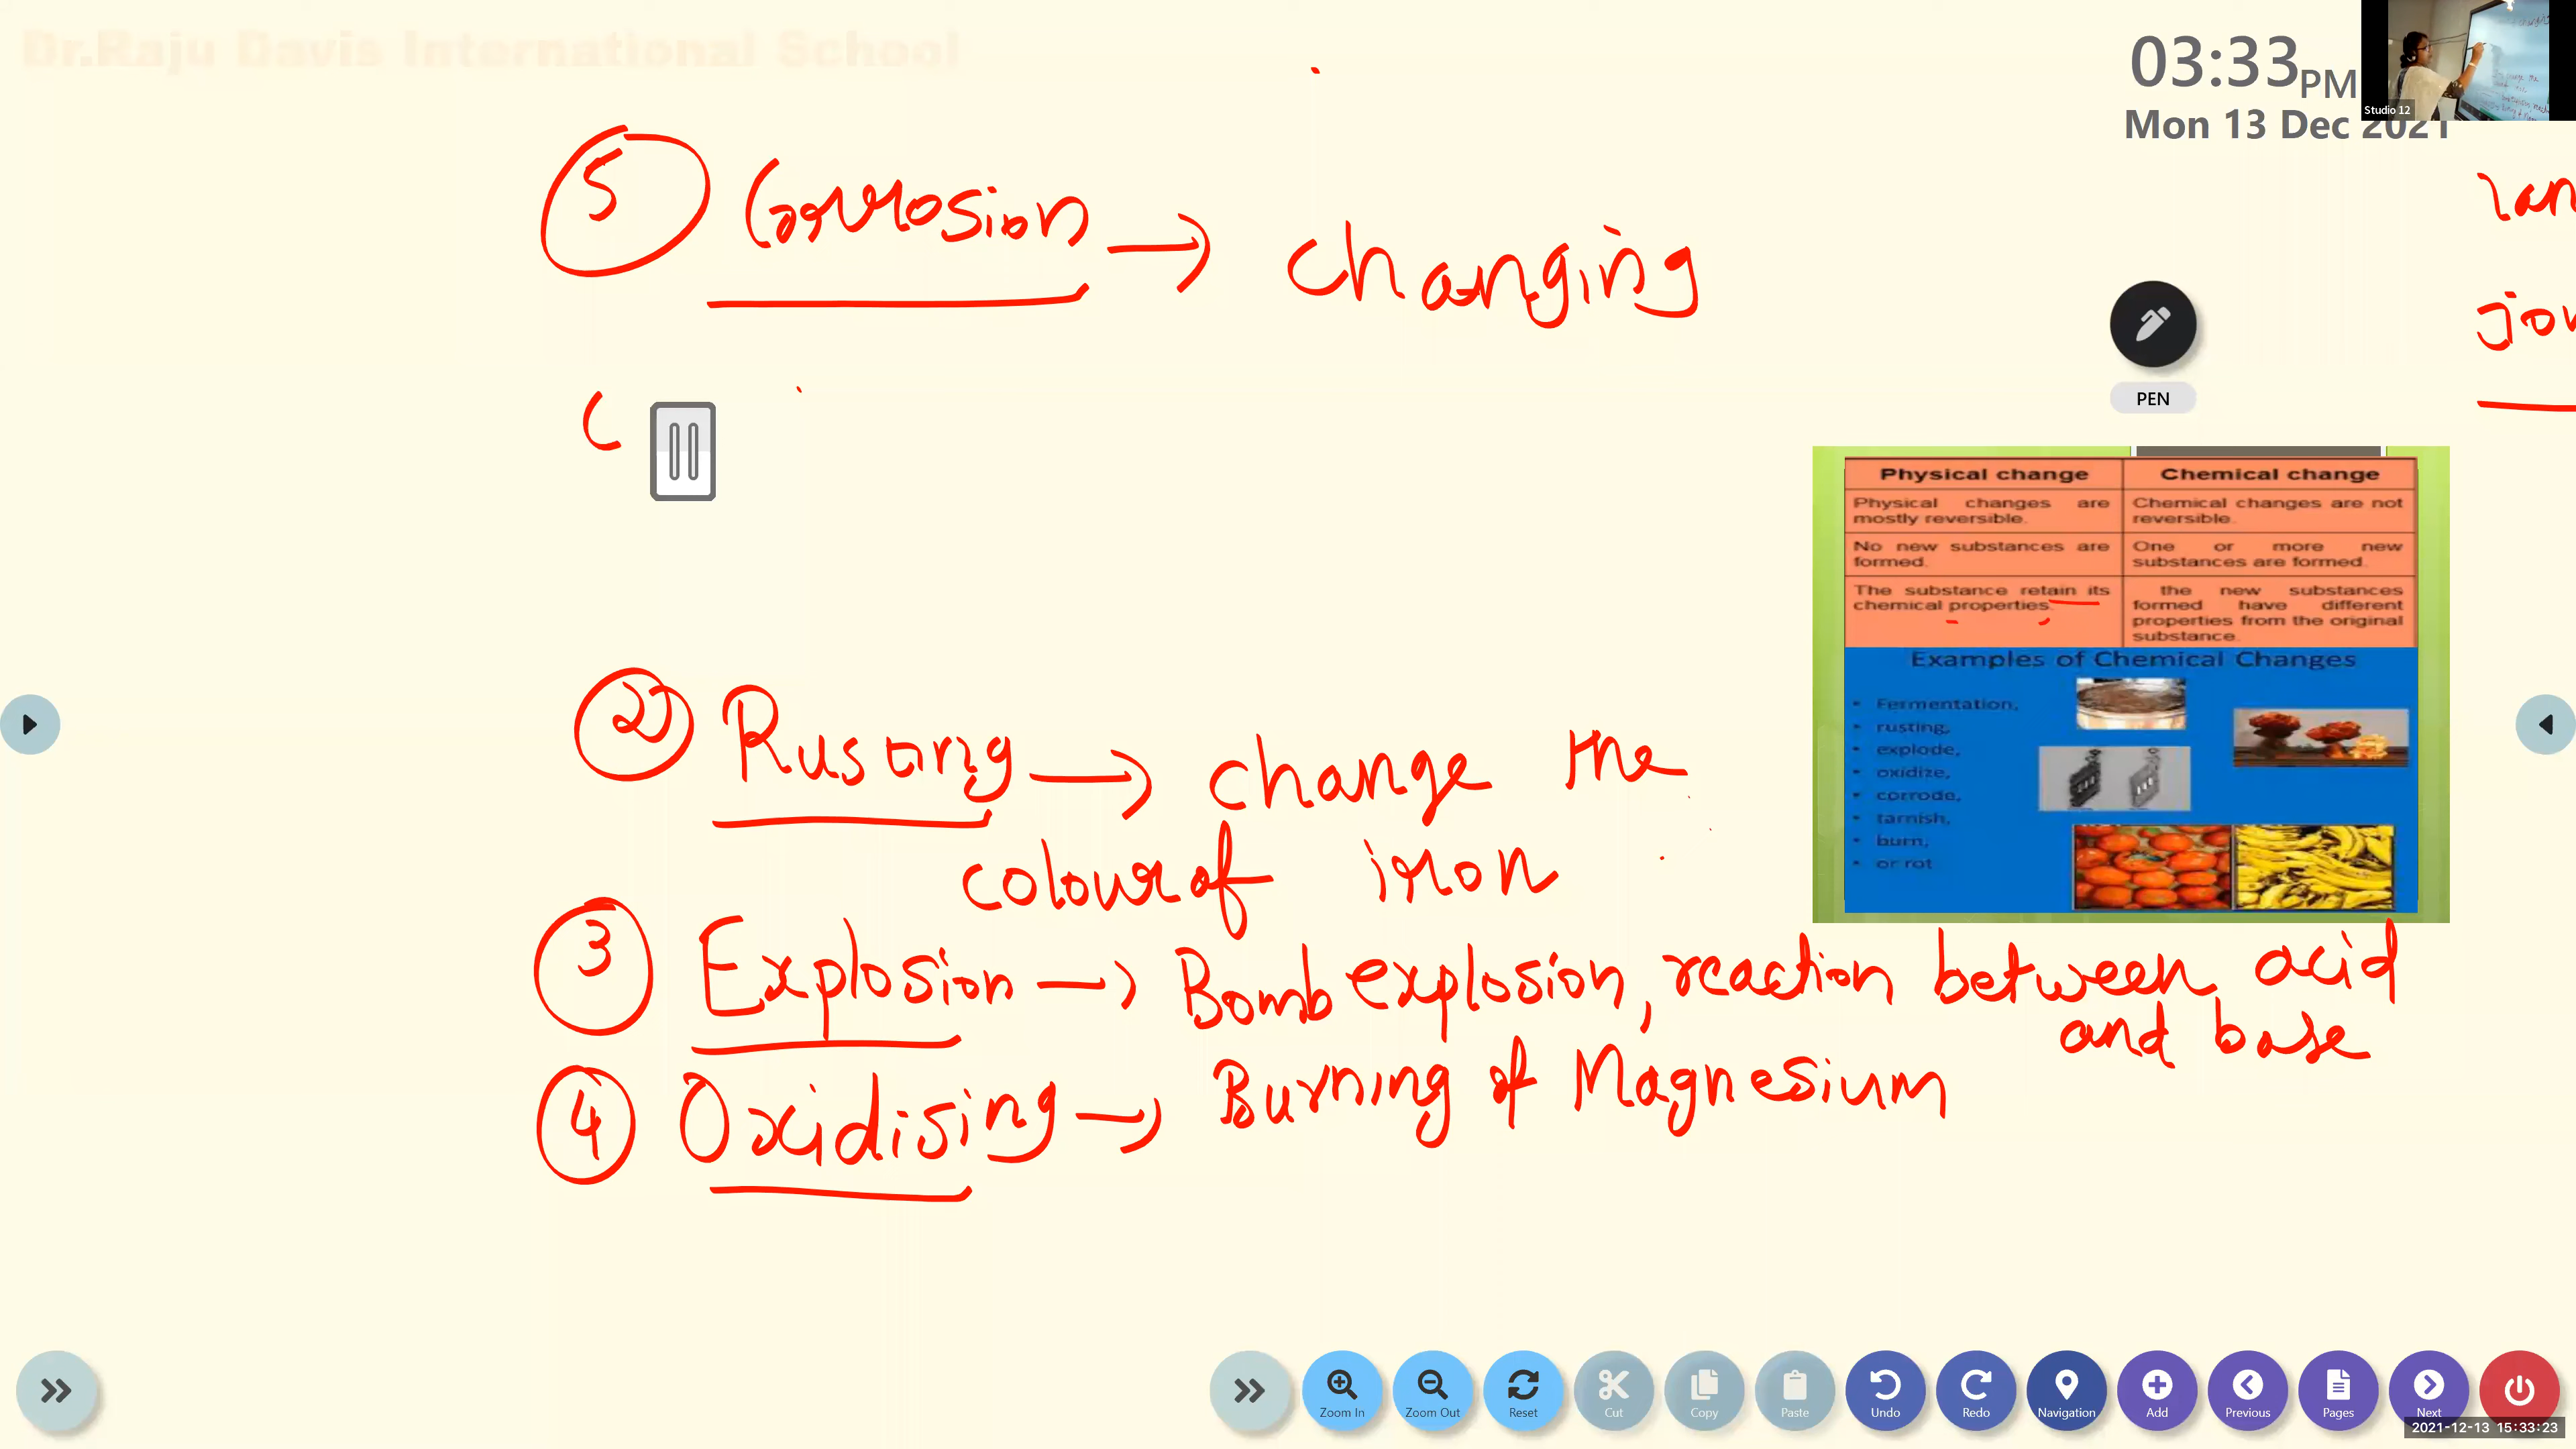 Dr.Raju Davis International School
03:33 PM
Studio 12
Mon 13 Dec 2021
5 Corrosion → changing
PEN
Physical change
Chemical change
Physical changes are
mostly reversible.
Chemical changes are not
reversible.
No new substances are
formed.
One or more new
substances are formed.
The substance retain its
chemical properties.
the new substances
formed have different
properties from the original
substance.
Examples of Chemical Changes
• Fermentation,
• rusting,
• explode,
• oxidize,
• corrode,
• tarnish,
• burn,
• or rot
2) Rusting → change the
colour of iron
3 Explosion → Bomb explosion, reaction between acid
and base
4 Oxidising → Burning of Magnesium
Zoom In
Zoom Out
Reset
Cut
Copy
Paste
Undo
Redo
Navigation
Add
Previous
Pages
Next
2021-12-13 15:33:23